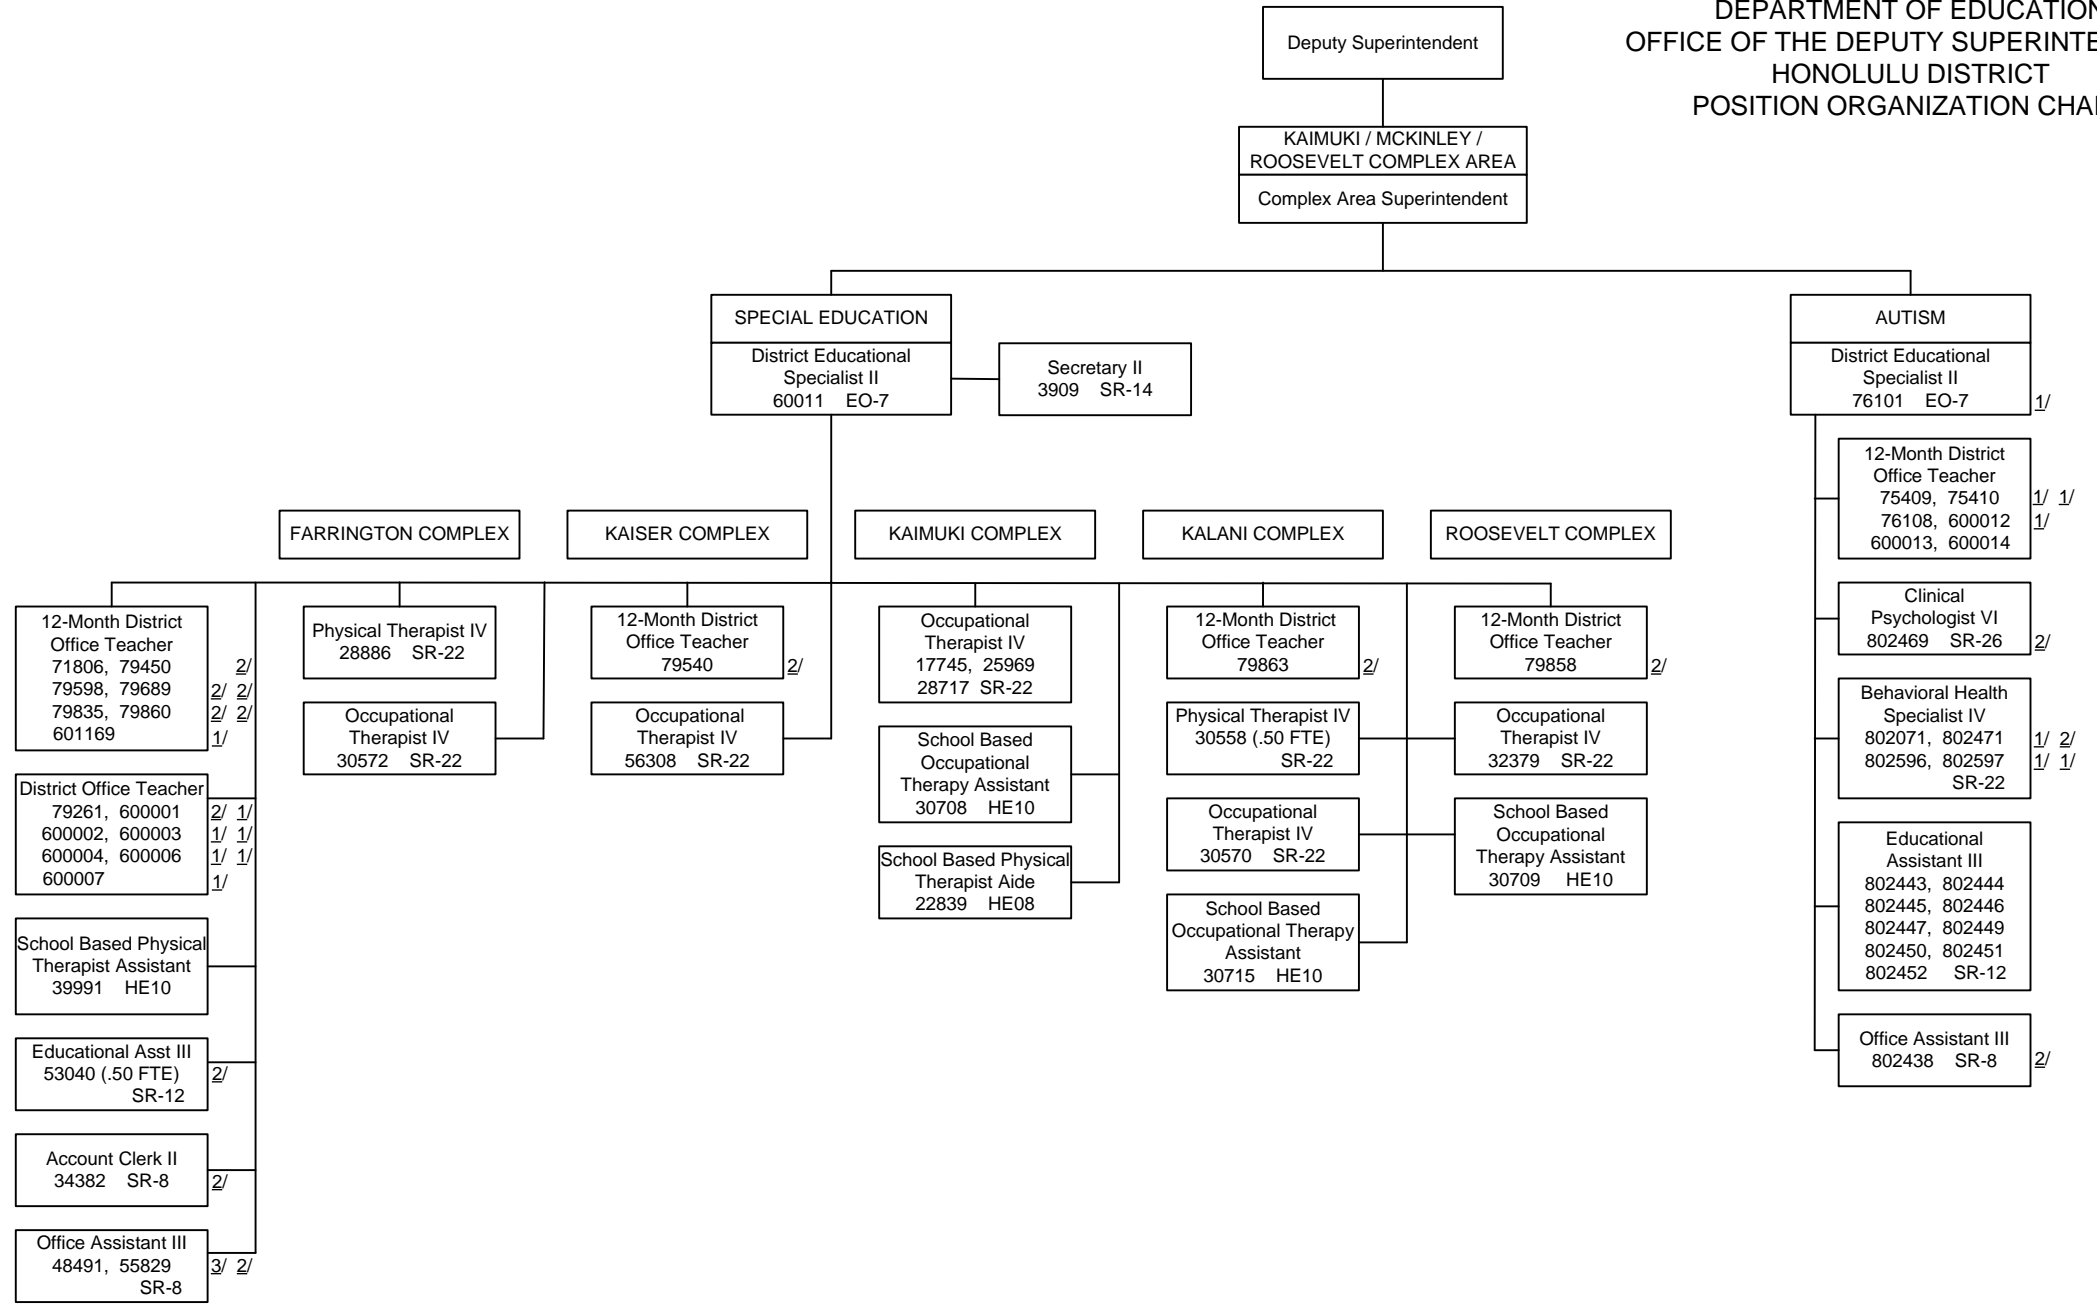 DEPARTMENT OF EDUCATION
OFFICE OF THE DEPUTY
HONOLULU DISTRICT
POSITION ORGANIZATION
Deputy Superintendent
KAIMUKI / MCKINLEY /
ROOSEVELT COMPLEX AREA
Complex Area Superintendent
SPECIAL EDUCATION
District Educational
Specialist II
60011 EO-7
Secretary II
3909 SR-14
AUTISM
District Educational
Specialist II
76101 EO-7 1/
FARRINGTON COMPLEX
KAISER COMPLEX
KAIMUKI COMPLEX
KALANI COMPLEX
ROOSEVELT COMPLEX
12-Month District
Office Teacher
71806, 79450 2/
79598, 79689 2/ 2/
79835, 79860 2/ 2/
601169 1/
District Office Teacher
79261, 600001 2/ 1/
600002, 600003 1/ 1/
600004, 600006 1/ 1/
600007 1/
School Based Physical
Therapist Assistant
39991 HE10
Educational Asst III
53040 (.50 FTE) 2/
SR-12
Account Clerk II
34382 SR-8 2/
Office Assistant III
48491, 55829 3/ 2/
SR-8
Physical Therapist IV
28886 SR-22
Occupational
Therapist IV
30572 SR-22
12-Month District
Office Teacher
79540 2/
Occupational
Therapist IV
56308 SR-22
Occupational
Therapist IV
17745, 25969
28717 SR-22
School Based
Occupational
Therapy Assistant
30708 HE10
School Based Physical
Therapist Aide
22839 HE08
12-Month District
Office Teacher
79863 2/
Physical Therapist IV
30558 (.50 FTE)
SR-22
Occupational
Therapist IV
30570 SR-22
School Based
Occupational Therapy
Assistant
30715 HE10
12-Month District
Office Teacher
79858 2/
Occupational
Therapist IV
32379 SR-22
School Based
Occupational
Therapy Assistant
30709 HE10
12-Month District
Office Teacher
75409, 75410 1/ 1/
76108, 600012 1/
600013, 600014
Clinical
Psychologist VI
802469 SR-26 2/
Behavioral Health
Specialist IV
802071, 802471 1/ 2/
802596, 802597 1/ 1/
SR-22
Educational
Assistant III
802443, 802444
802445, 802446
802447, 802449
802450, 802451
802452 SR-12
Office Assistant III
802438 SR-8 2/